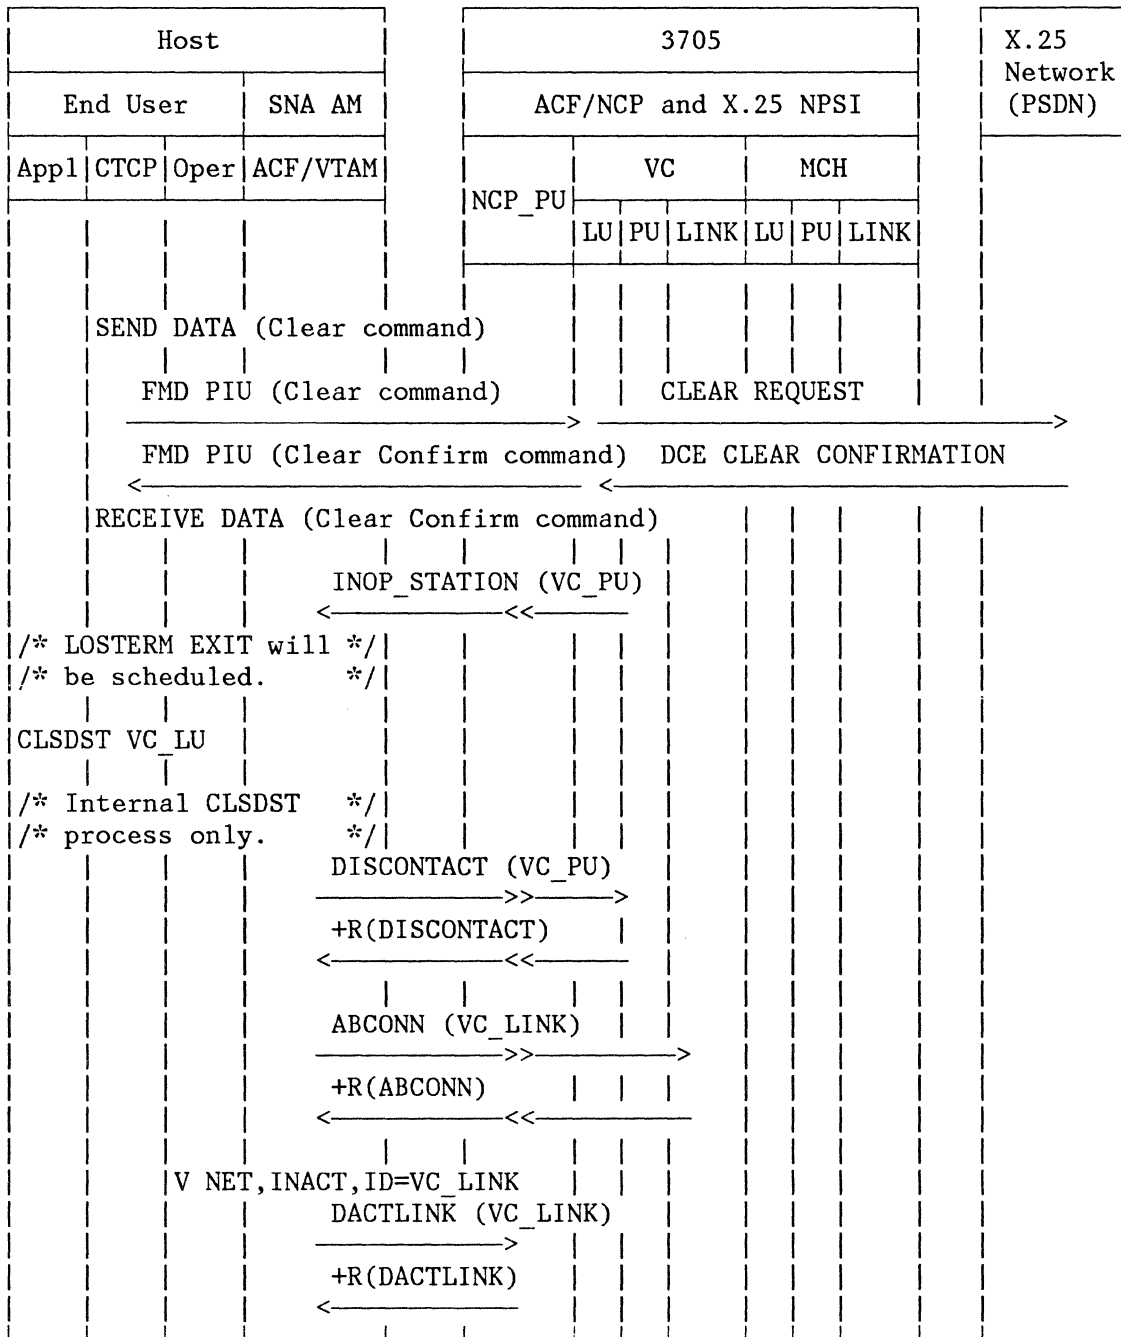 Host 3705 X.25
Network
End User SNA AM ACF/NCP and X.25 NPSI (PSDN)
Appl CTCP Oper ACF/VTAM VC MCH
NCP_PU
LU PU LINK LU PU LINK
SEND DATA (Clear command)
FMD PIU (Clear command) CLEAR REQUEST
FMD PIU (Clear Confirm command) DCE CLEAR CONFIRMATION
RECEIVE DATA (Clear Confirm command)
INOP_STATION (VC_PU)
/* LOSTERM EXIT will */
/* be scheduled. */
CLSDST VC_LU
/* Internal CLSDST */
/* process only. */
DISCONTACT (VC_PU)
+R(DISCONTACT)
ABCONN (VC_LINK)
+R(ABCONN)
V NET,INACT,ID=VC_LINK
DACTLINK (VC_LINK)
+R(DACTLINK)